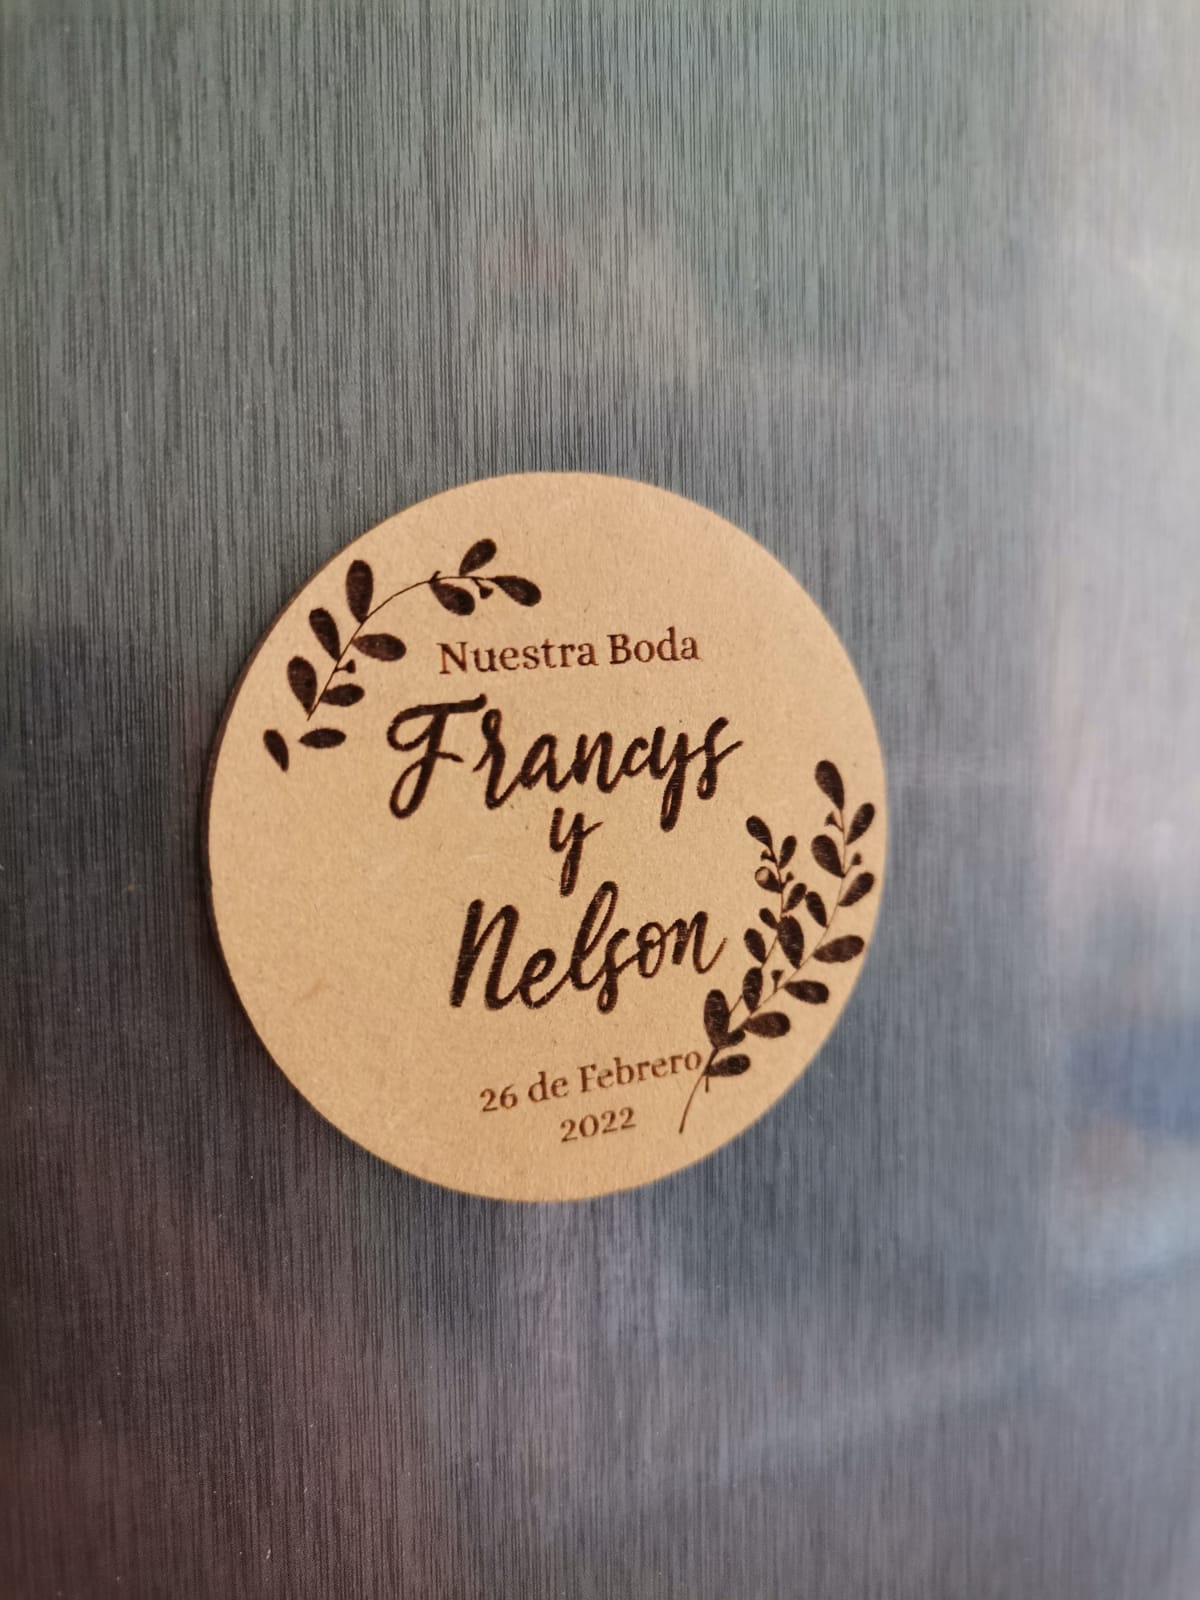 Nuestra Boda
Francys
y
Nelson
26 de Febrero
2022